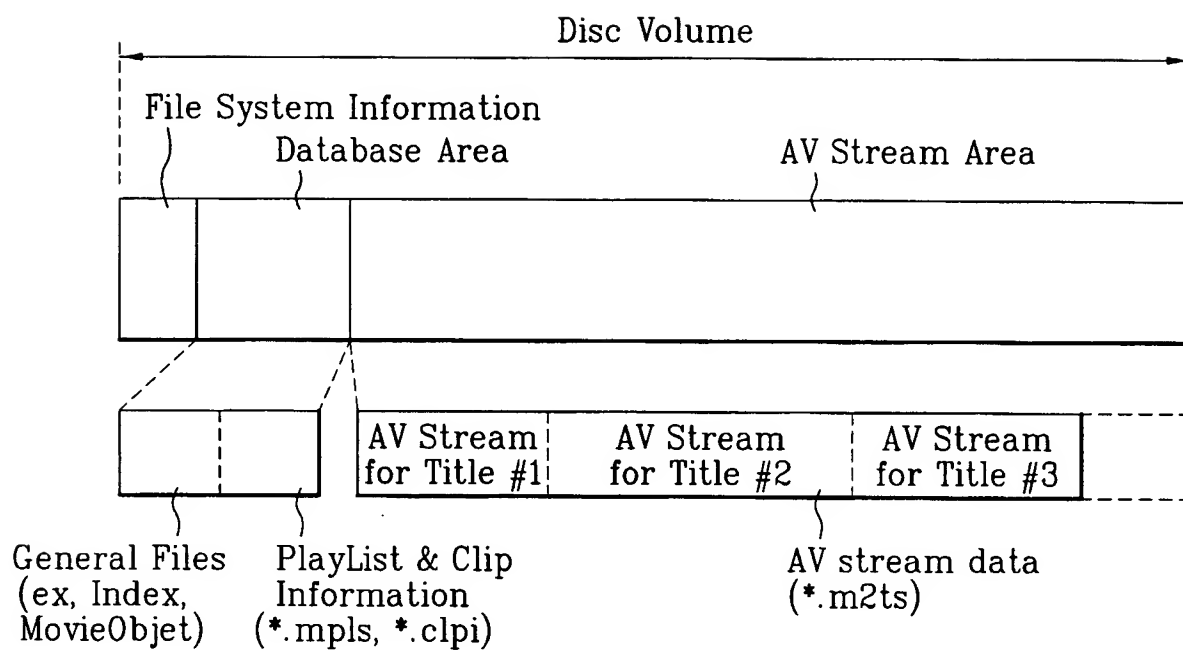 Disc Volume
File System Information
Database Area
AV Stream Area
AV Stream
for Title #1
AV Stream
for Title #2
AV Stream
for Title #3
General Files
(ex, Index,
MovieObjet)
PlayList & Clip
Information
(*.mpls, *.clpi)
AV stream data
(*.m2ts)